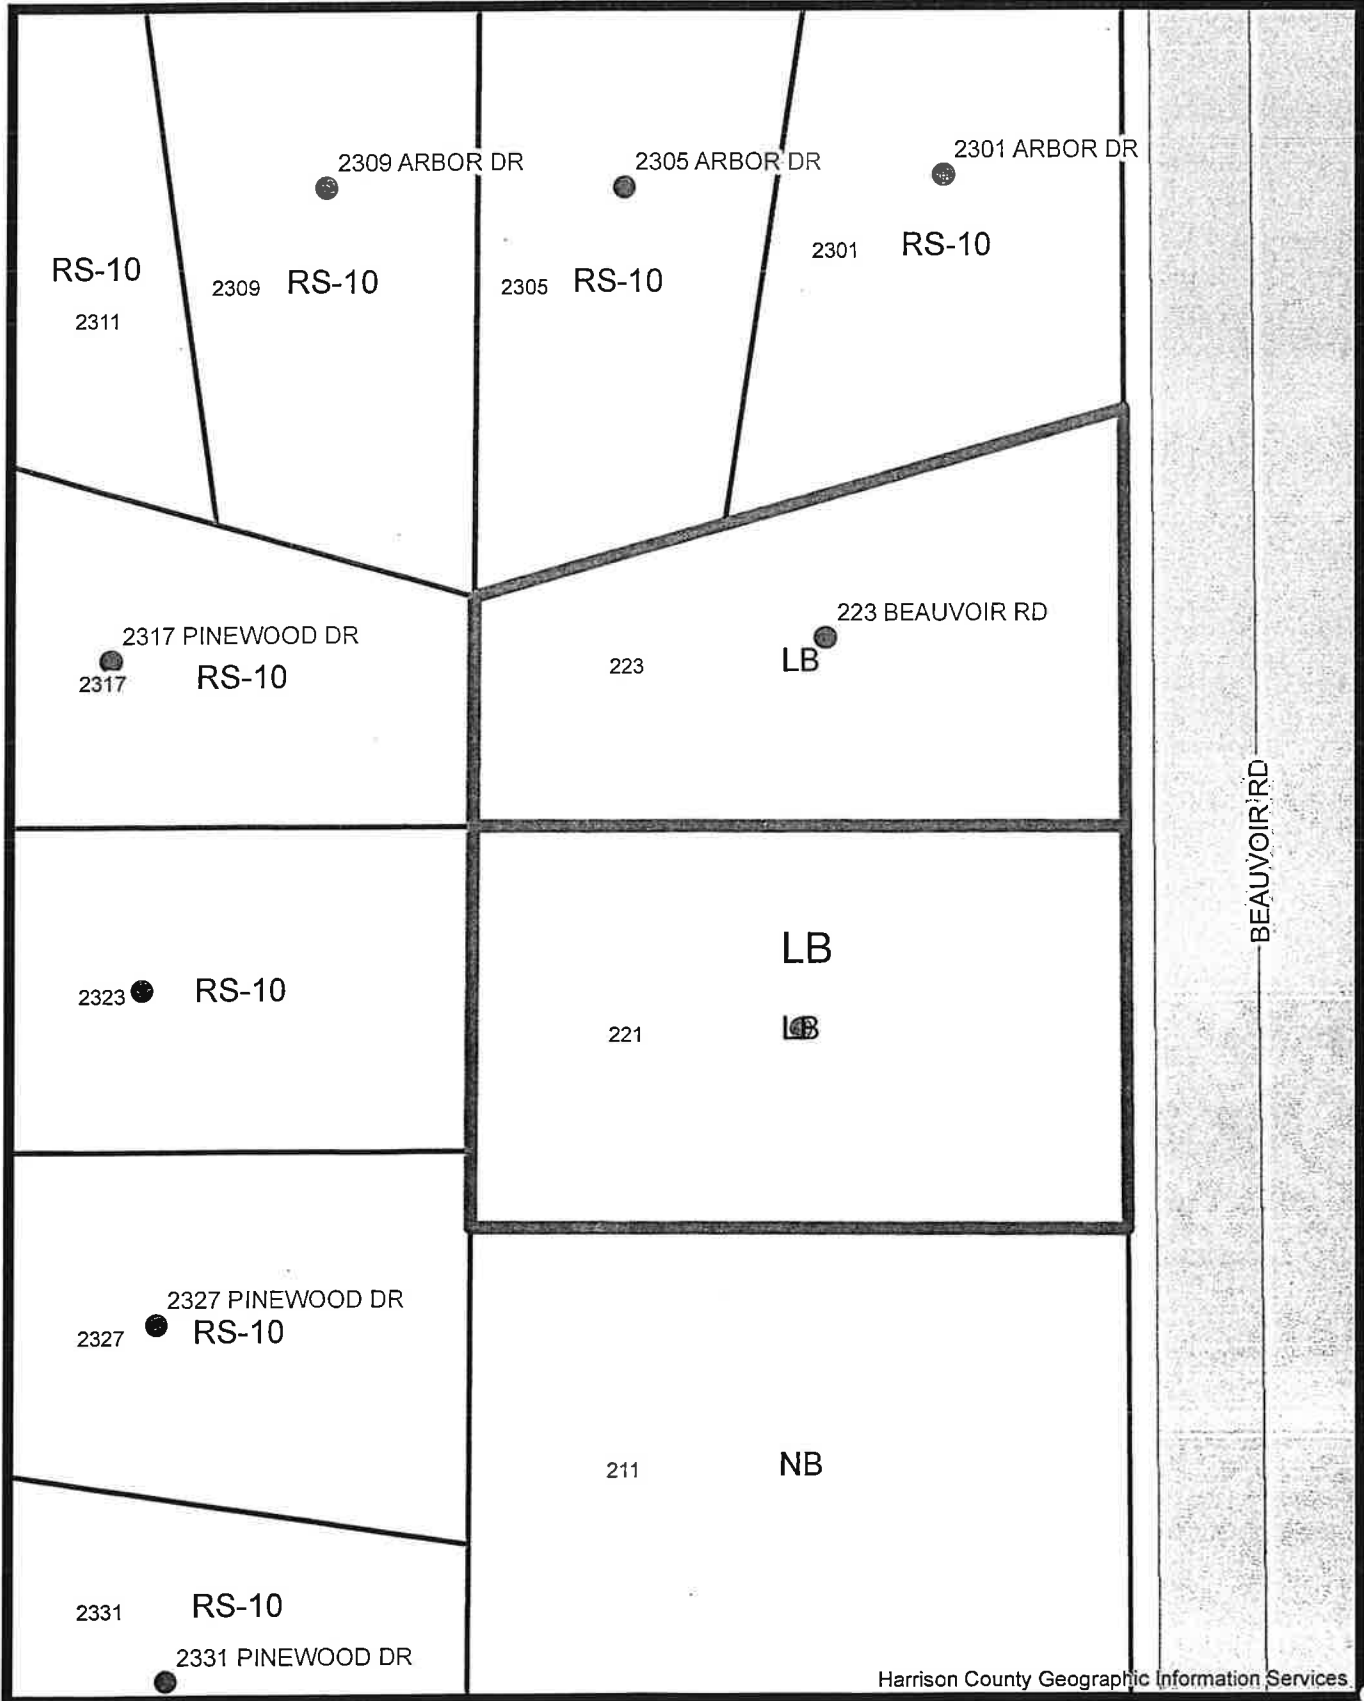 2309 ARBOR DR
2305 ARBOR DR
2301 ARBOR DR
RS-10
2311
2309 RS-10
2305 RS-10
2301 RS-10
2317 PINEWOOD DR
2317 RS-10
223 BEAUVOIR RD
223 LB
BEAUVOIR RD
LB
2323 RS-10
221 LB
2327 PINEWOOD DR
2327 RS-10
211 NB
2331 RS-10
2331 PINEWOOD DR
Harrison County Geographic Information Services